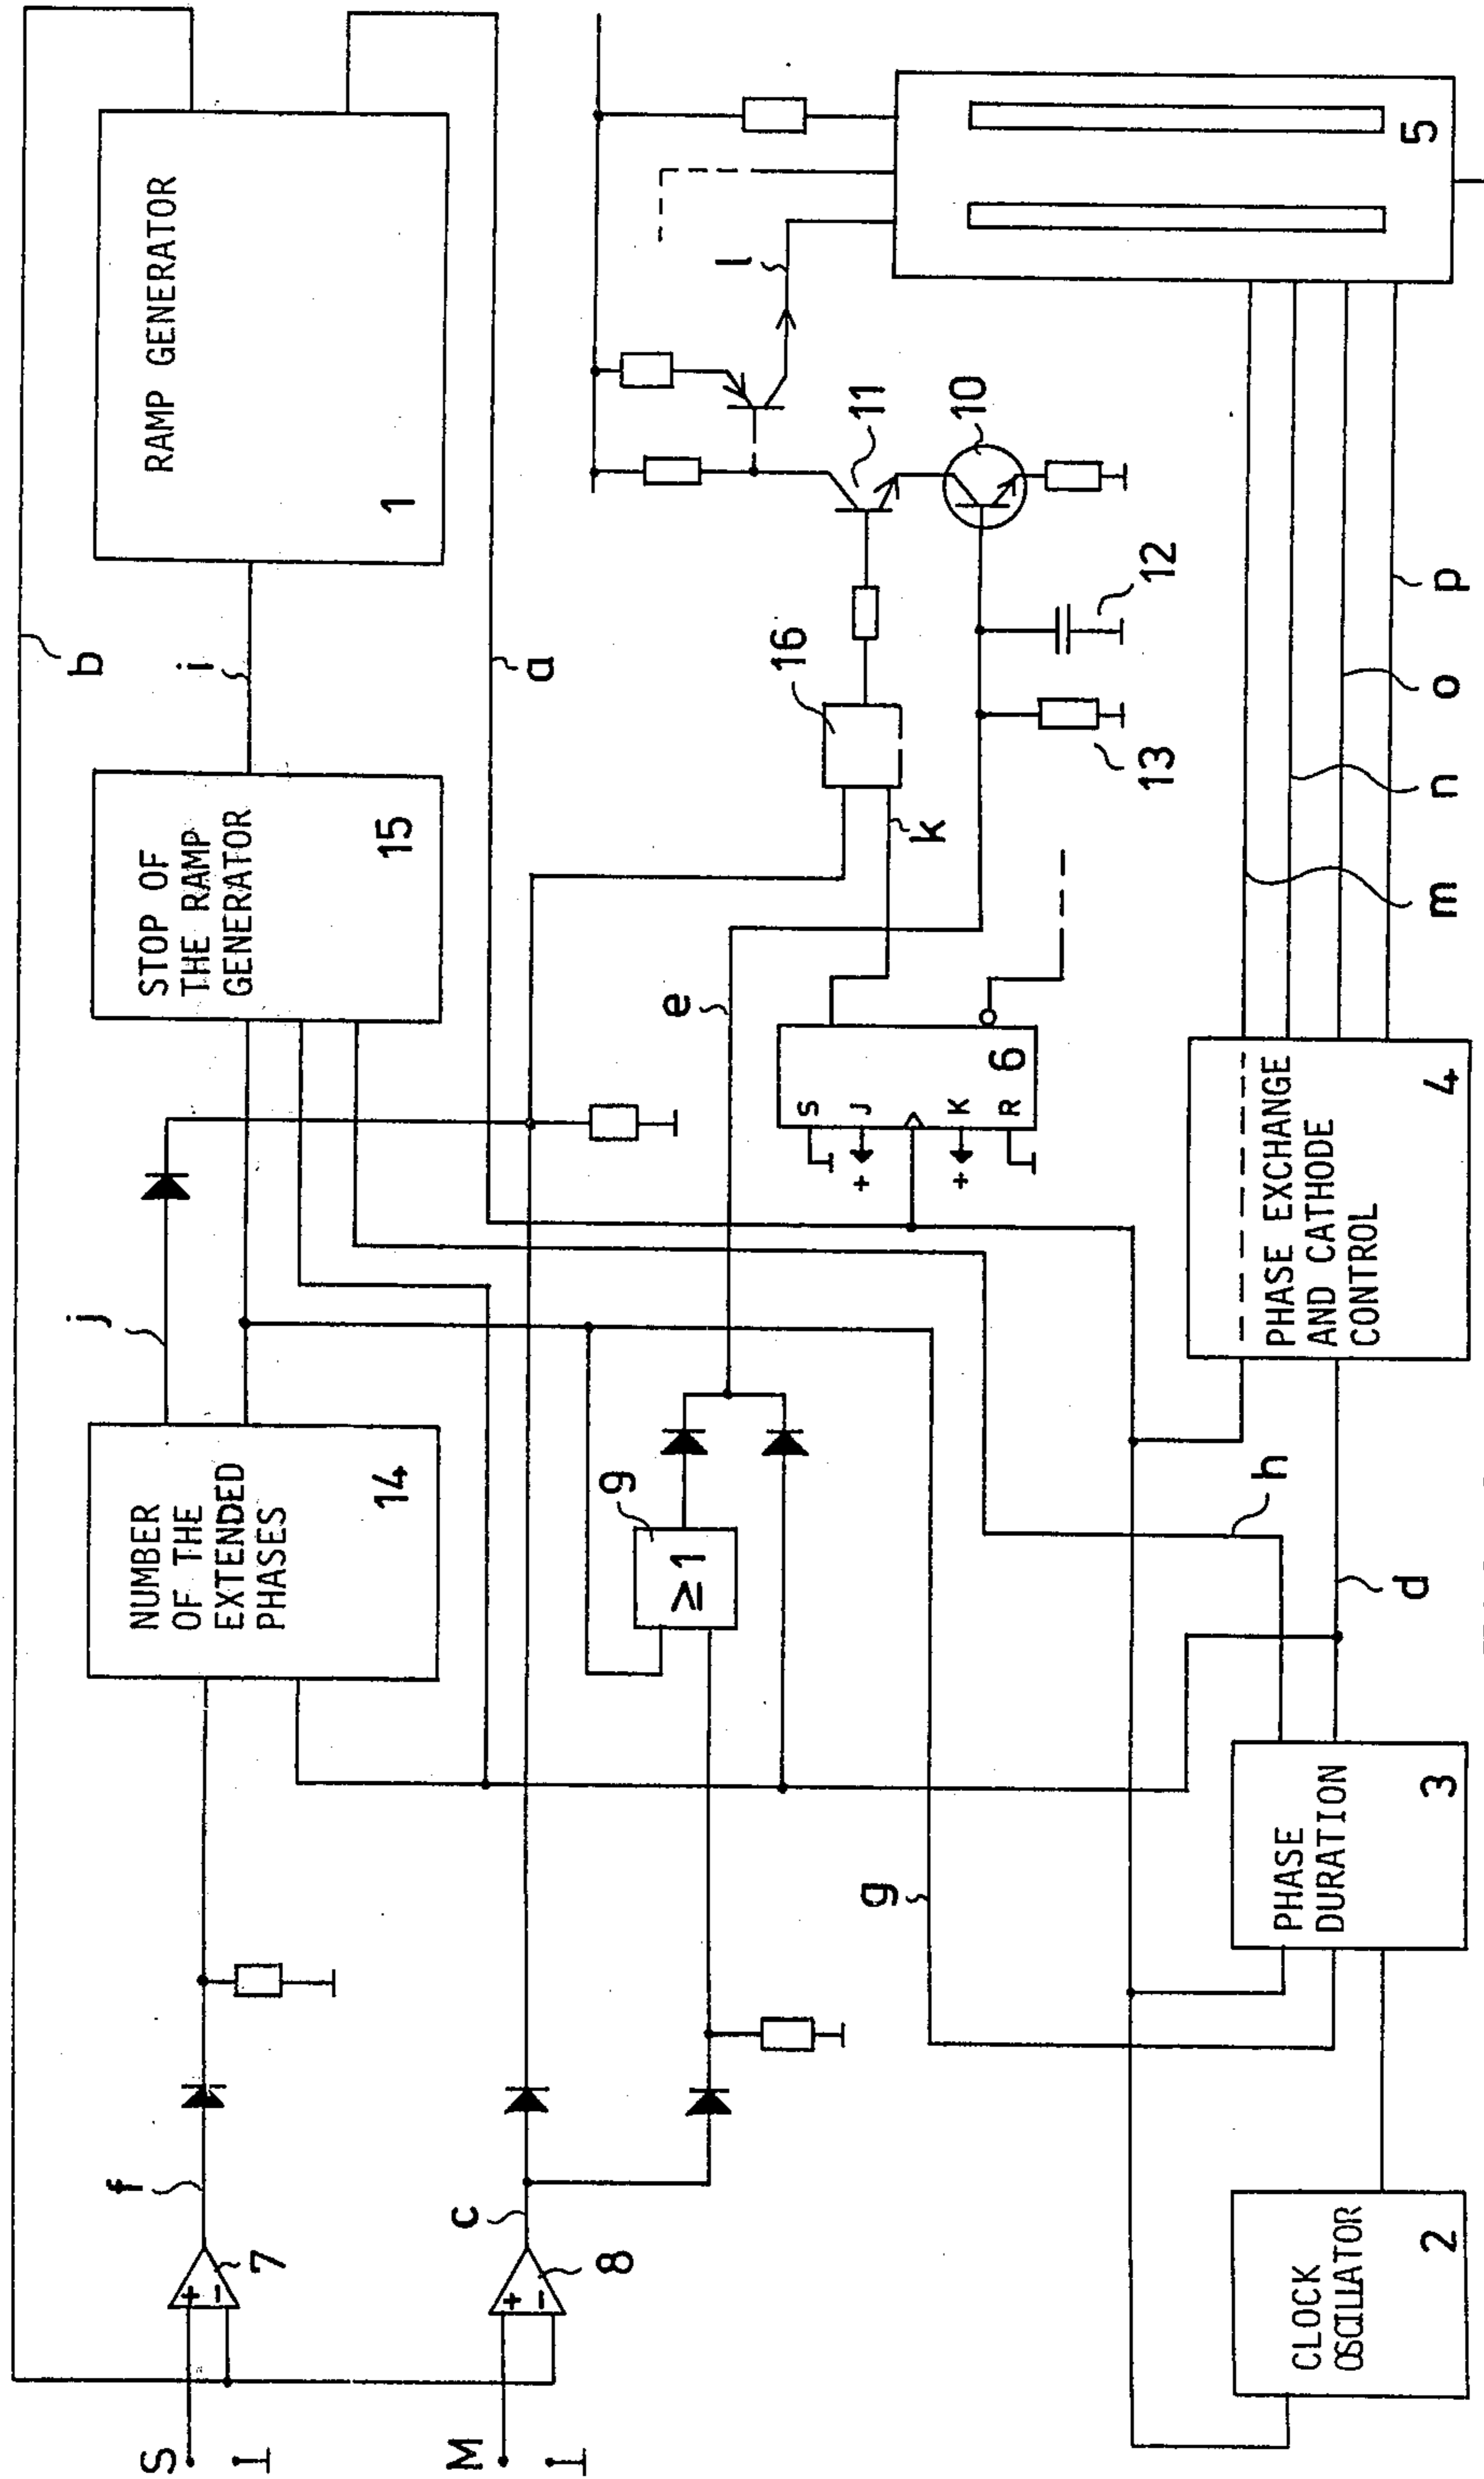 b
RAMP GENERATOR
1
i
STOP OF
THE RAMP
GENERATOR
15
a
j
NUMBER
OF THE
EXTENDED
PHASES
14
f
+
−
7
S
c
+
−
8
M
9
≥1
e
g
l
11
10
16
12
13
k
S
J
+
K
+
R
6
5
p
o
n
m
PHASE EXCHANGE
AND CATHODE
CONTROL
4
h
d
PHASE
DURATION
3
CLOCK
OSCILLATOR
2